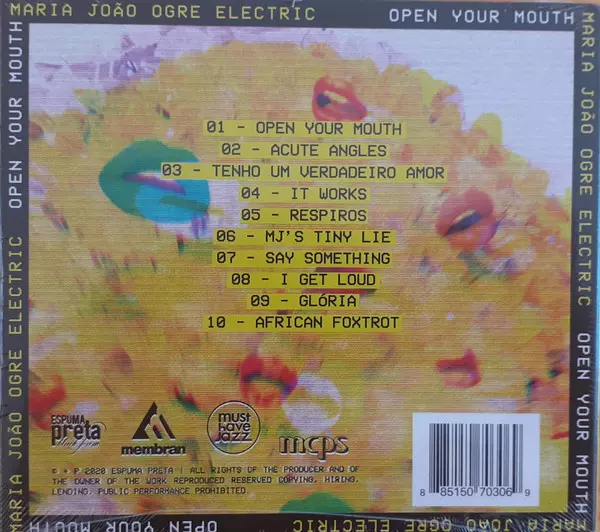 MARIA JOÃO OGRE ELECTRIC
OPEN YOUR MOUTH
MARIA JOÃO OGRE ELECTRIC
OPEN YOUR MOUTH
MARIA JOÃO OGRE ELECTRIC
OPEN YOUR MOUTH
01 - OPEN YOUR MOUTH
02 - ACUTE ANGLES
03 - TENHO UM VERDADEIRO AMOR
04 - IT WORKS
05 - RESPIROS
06 - MJ'S TINY LIE
07 - SAY SOMETHING
08 - I GET LOUD
09 - GLÓRIA
10 - AFRICAN FOXTROT
ESPUMA
preta
black foam
membran
must
have
jazz
mcps
© + P 2020 ESPUMA PRETA | ALL RIGHTS OF THE PRODUCER AND OF
THE OWNER OF THE WORK REPRODUCED RESERVED COPYING, HIRING,
LENDING, PUBLIC PERFORMANCE PROHIBITED.
8 85150 70306 9
MARIA JOÃO OGRE ELECTRIC
OPEN YOUR MOUTH